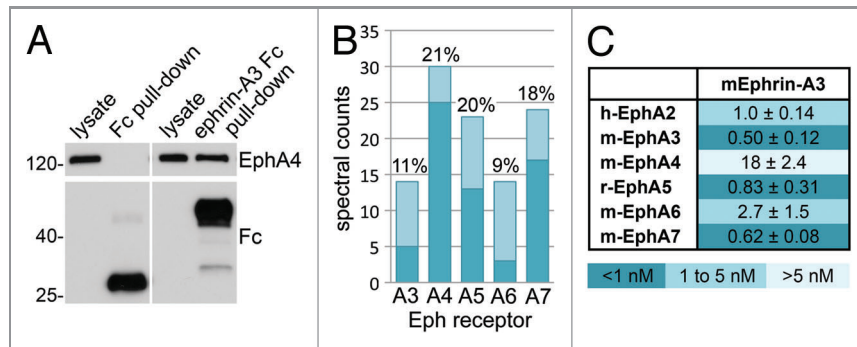 A
lysate
Fc pull-down
lysate
ephrin-A3 Fc
pull-down
120-
EphA4
40-
Fc
25-
B
35
30
25
20
15
10
5
0
spectral counts
11%
21%
20%
9%
18%
A3 A4 A5 A6 A7
Eph receptor
C
mEphrin-A3
h-EphA2 1.0 ± 0.14
m-EphA3 0.50 ± 0.12
m-EphA4 18 ± 2.4
r-EphA5 0.83 ± 0.31
m-EphA6 2.7 ± 1.5
m-EphA7 0.62 ± 0.08
<1 nM 1 to 5 nM >5 nM